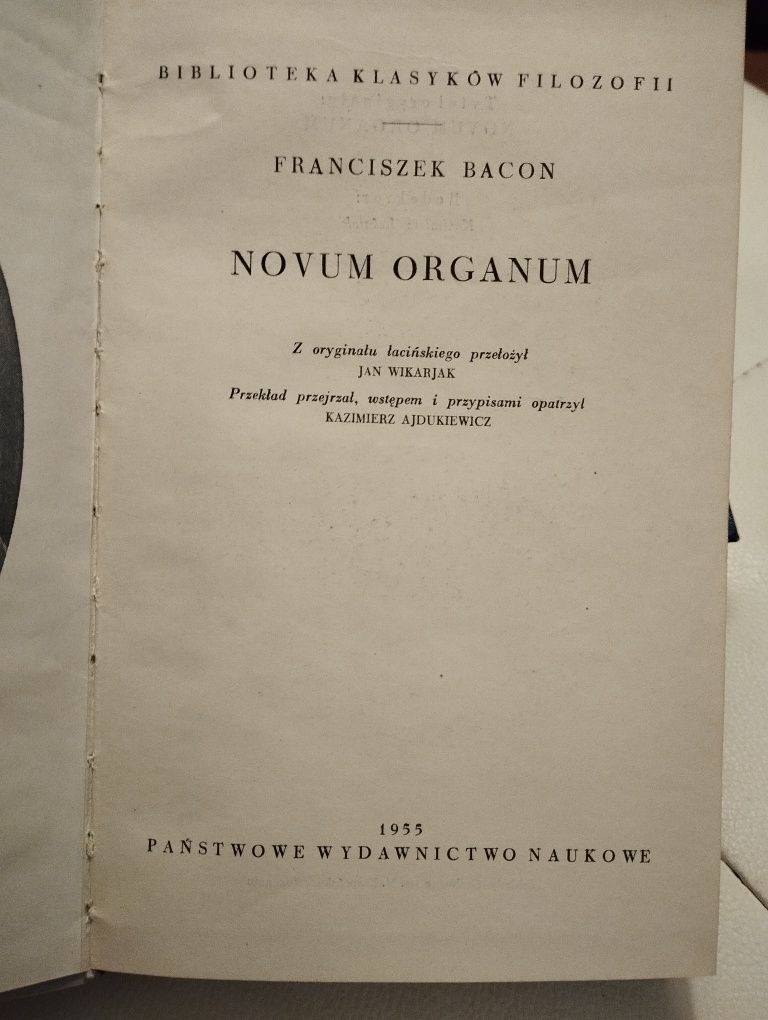 BIBLIOTEKA KLASYKÓW FILOZOFII
FRANCISZEK BACON
NOVUM ORGANUM
Z oryginału łacińskiego przełożył
JAN WIKARJAK
Przekład przejrzał, wstępem i przypisami opatrzył
KAZIMIERZ AJDUKIEWICZ
1955
PAŃSTWOWE WYDAWNICTWO NAUKOWE